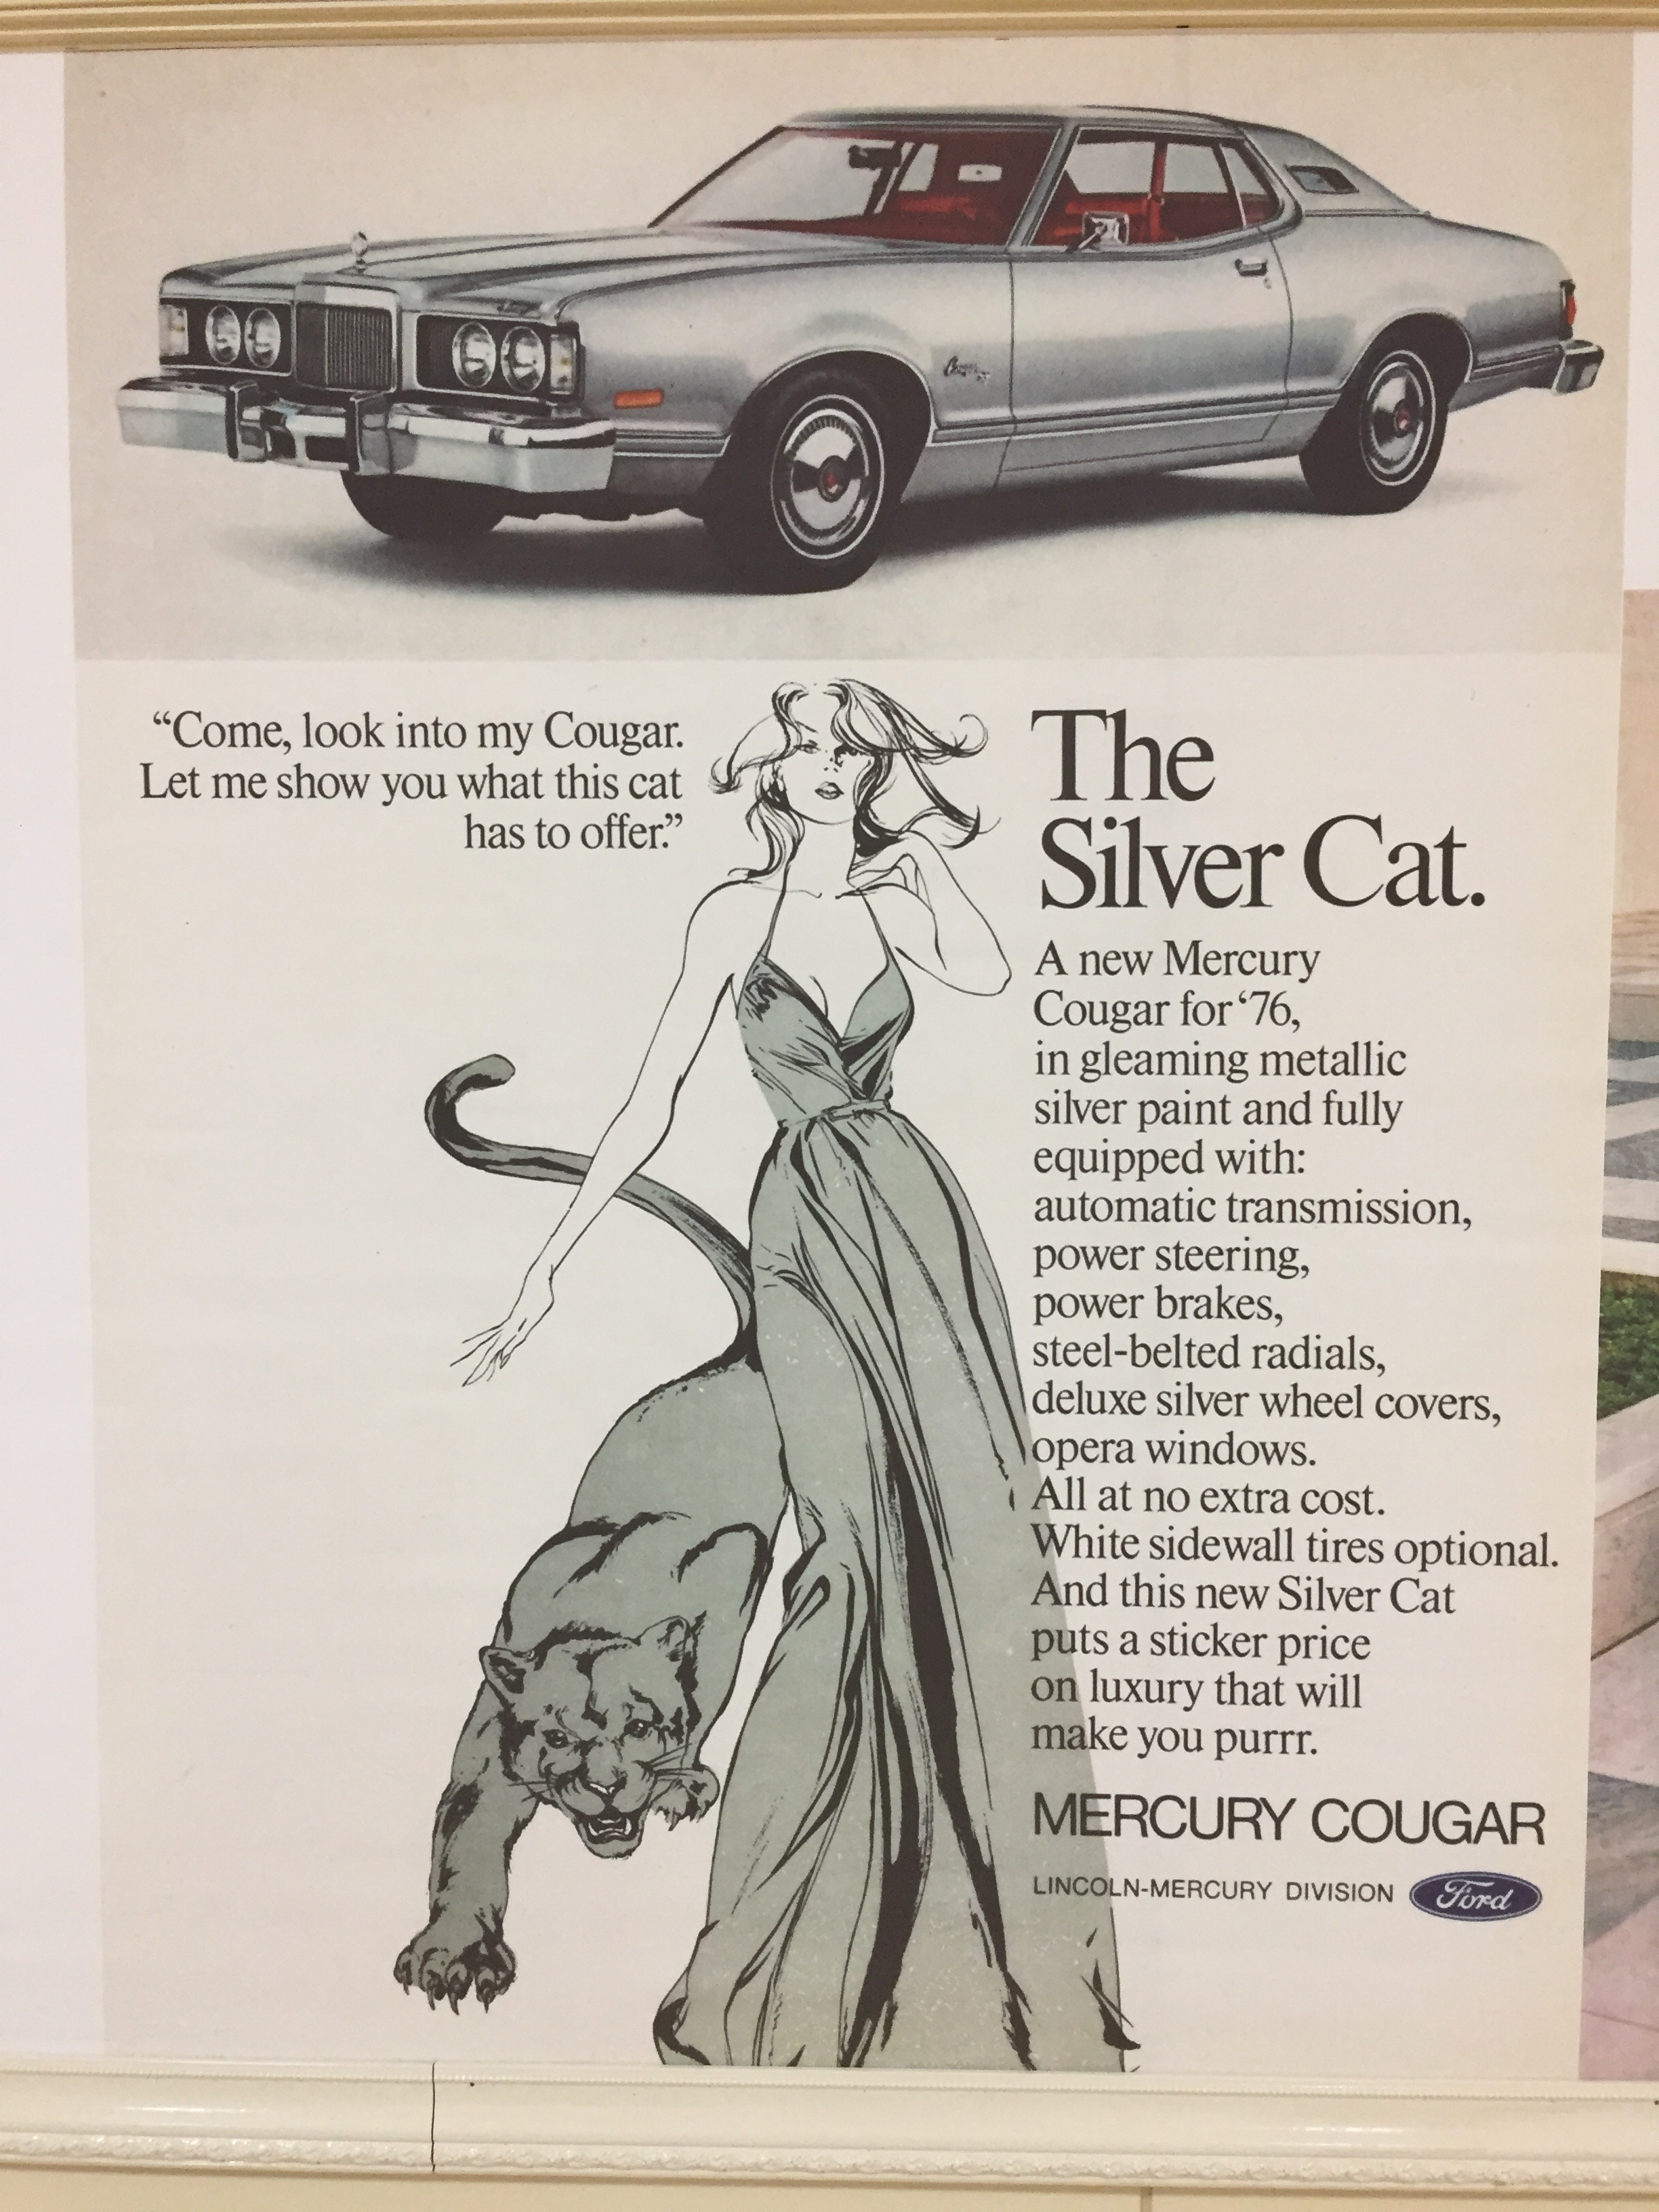 “Come, look into my Cougar.
Let me show you what this cat
has to offer.”
The
Silver Cat.
A new Mercury
Cougar for ‘76,
in gleaming metallic
silver paint and fully
equipped with:
automatic transmission,
power steering,
power brakes,
steel-belted radials,
deluxe silver wheel covers,
opera windows.
All at no extra cost.
White sidewall tires optional.
And this new Silver Cat
puts a sticker price
on luxury that will
make you purrr.
MERCURY COUGAR
LINCOLN-MERCURY DIVISION Ford